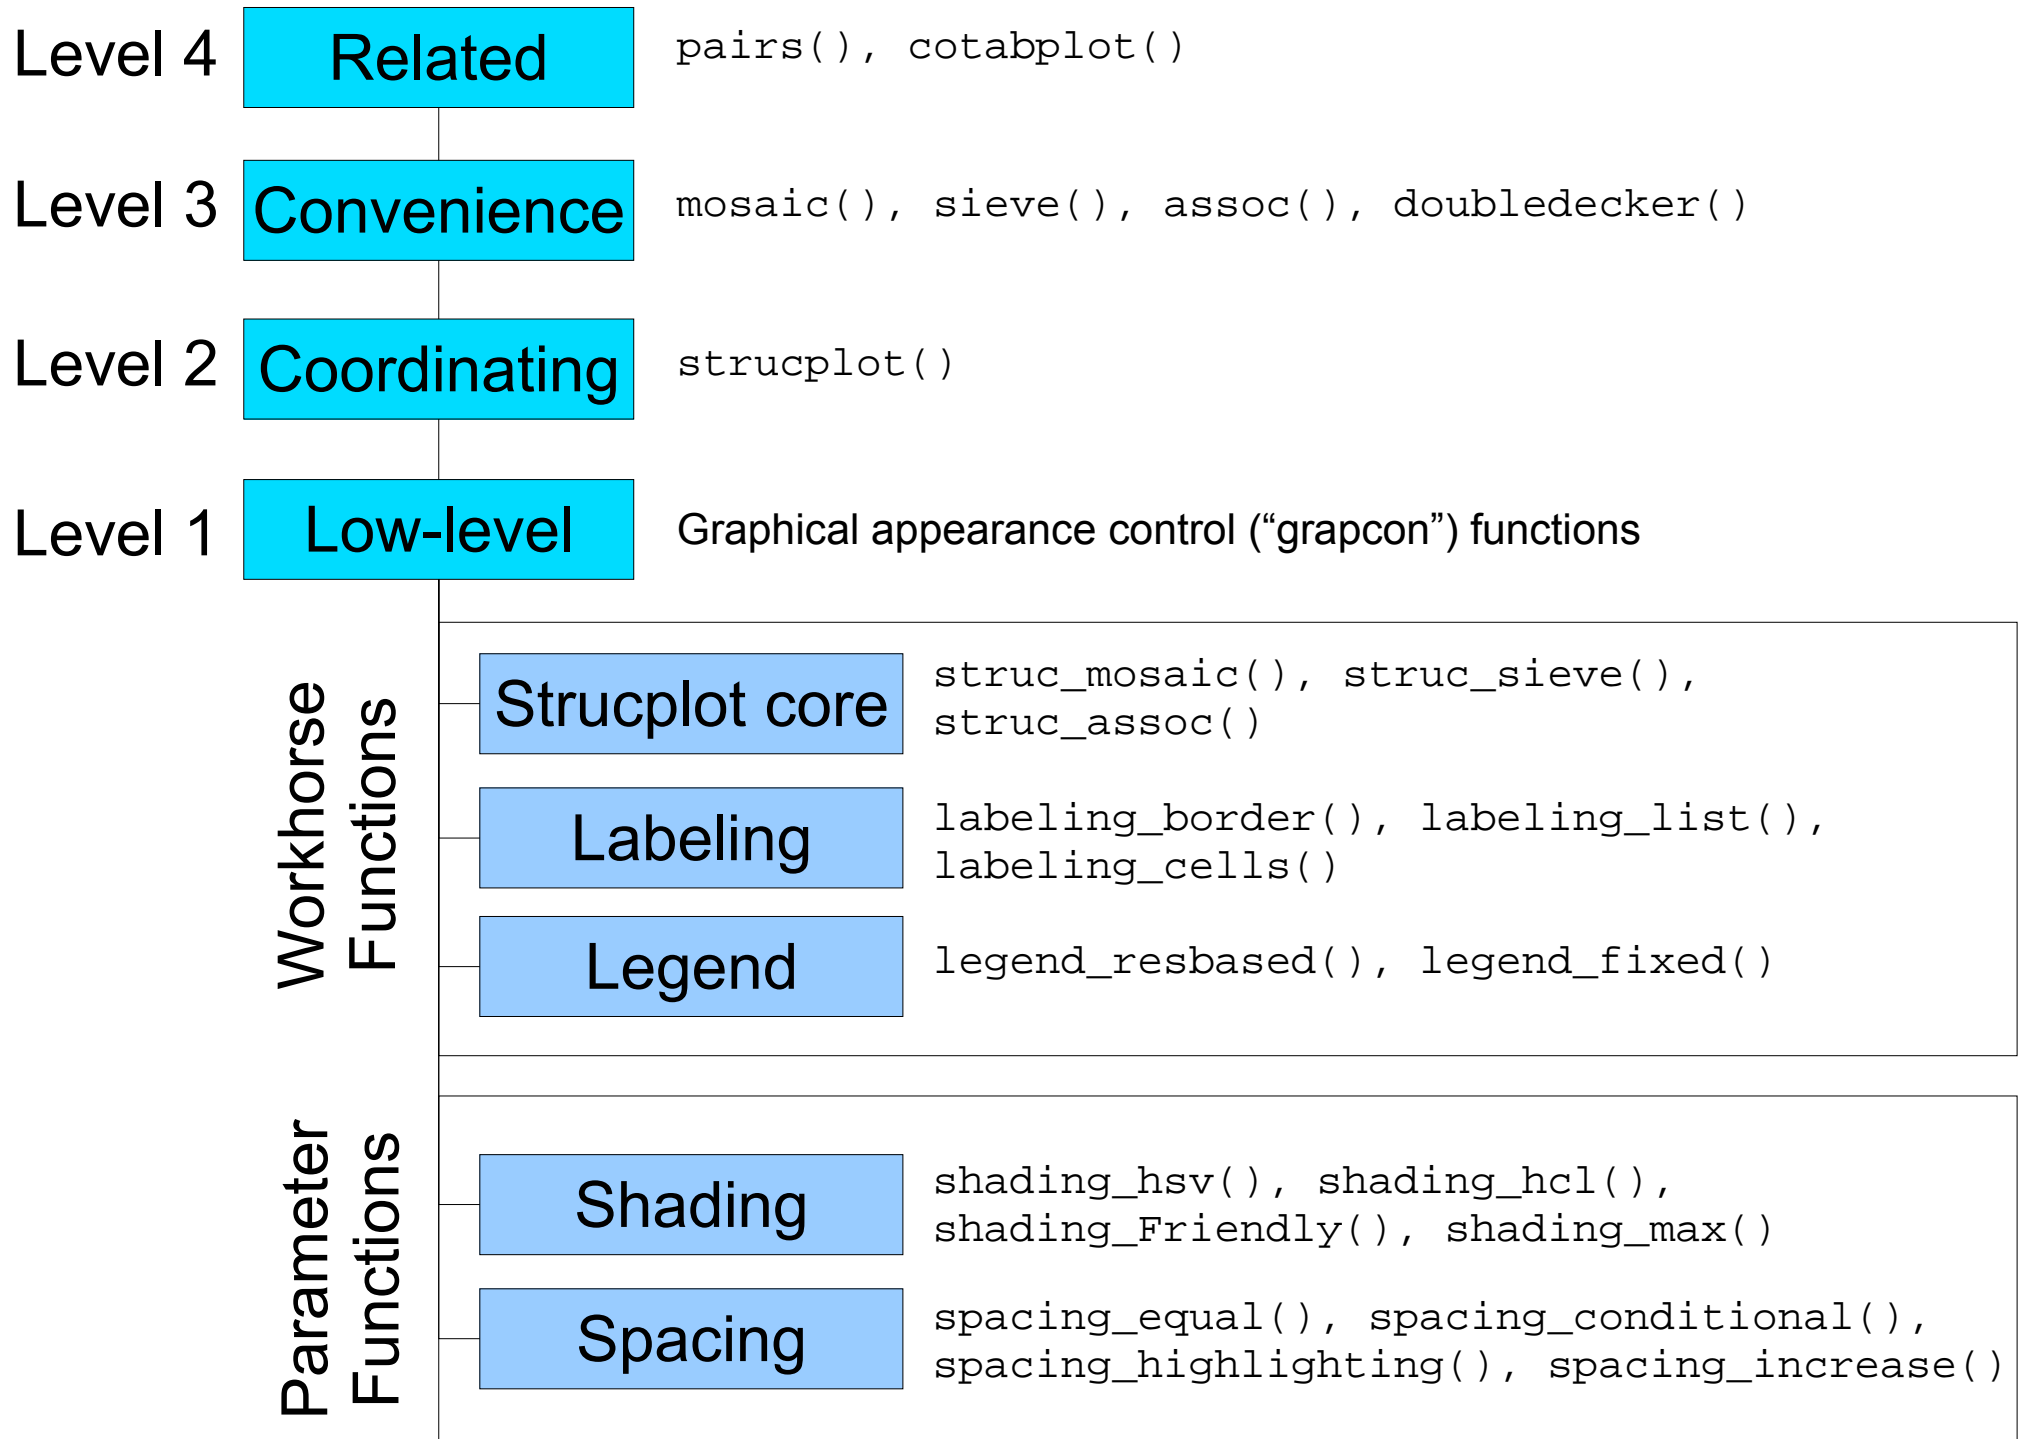 Level 4
Related
pairs(), cotabplot()
Level 3
Convenience
mosaic(), sieve(), assoc(), doubledecker()
Level 2
Coordinating
strucplot()
Level 1
Low-level
Graphical appearance control (“grapcon”) functions
Workhorse
Functions
Strucplot core
struc_mosaic(), struc_sieve(),
struc_assoc()
Labeling
labeling_border(), labeling_list(),
labeling_cells()
Legend
legend_resbased(), legend_fixed()
Parameter
Functions
Shading
shading_hsv(), shading_hcl(),
shading_Friendly(), shading_max()
Spacing
spacing_equal(), spacing_conditional(),
spacing_highlighting(), spacing_increase()